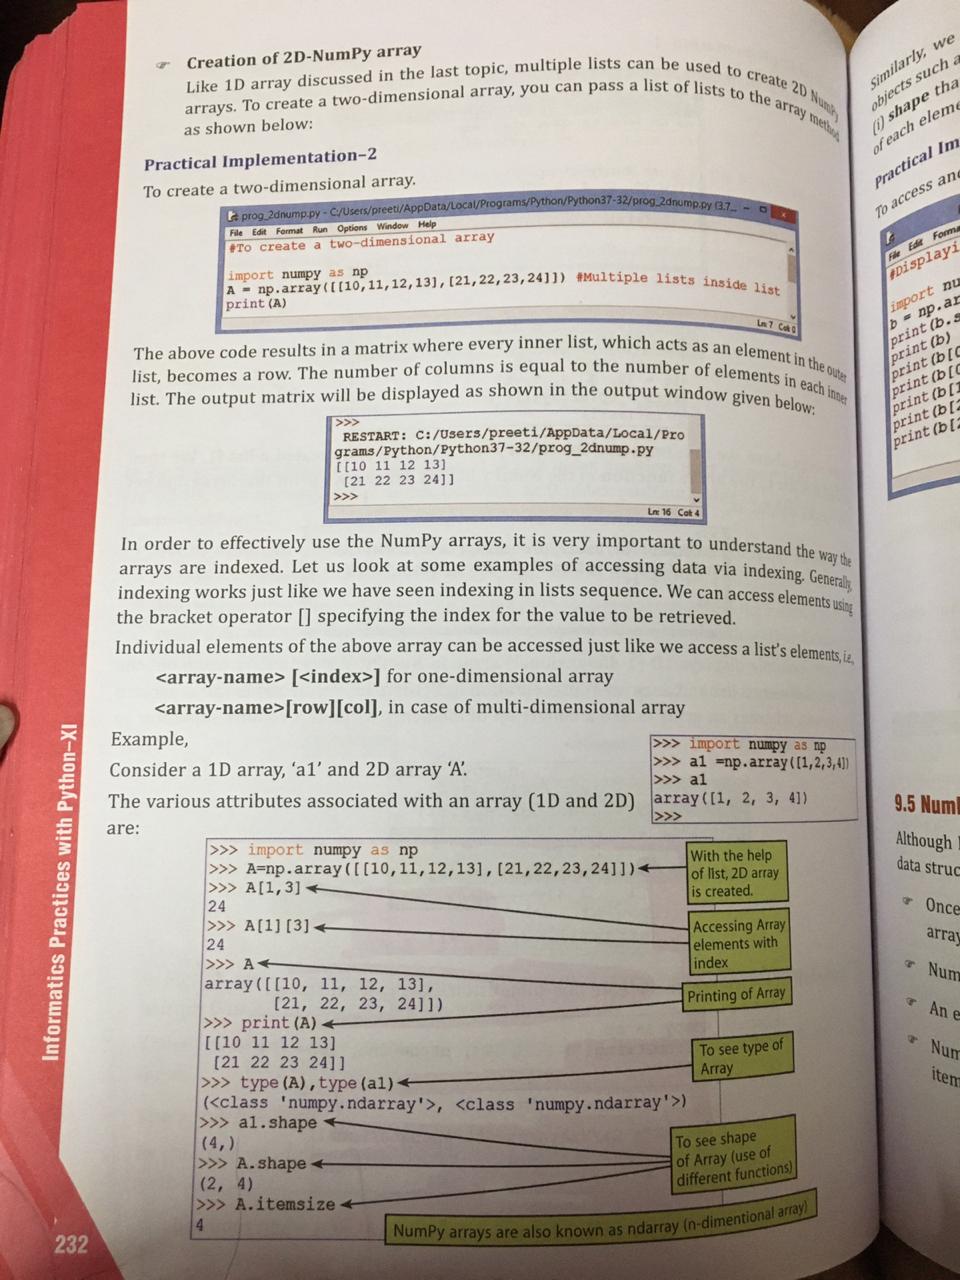 Creation of 2D-NumPy array
Like 1D array discussed in the last topic, multiple lists can be used to create 2D NumPy
arrays. To create a two-dimensional array, you can pass a list of lists to the array method
as shown below:
Practical Implementation–2
To create a two-dimensional array.
prog_2dnump.py - C:/Users/preeti/AppData/Local/Programs/Python/Python37-32/prog_2dnump.py (3.7...
File Edit Format Run Options Window Help
#To create a two-dimensional array
import numpy as np
A = np.array([[10,11,12,13],[21,22,23,24]]) #Multiple lists inside list
print(A)
Ln: 7 Col: 0
The above code results in a matrix where every inner list, which acts as an element in the outer
list, becomes a row. The number of columns is equal to the number of elements in each inner
list. The output matrix will be displayed as shown in the output window given below:
>>>
RESTART: C:/Users/preeti/AppData/Local/Pro
grams/Python/Python37-32/prog_2dnump.py
[[10 11 12 13]
[21 22 23 24]]
>>>
Ln: 16 Col: 4
In order to effectively use the NumPy arrays, it is very important to understand the way the
arrays are indexed. Let us look at some examples of accessing data via indexing. Generally,
indexing works just like we have seen indexing in lists sequence. We can access elements using
the bracket operator [] specifying the index for the value to be retrieved.
Individual elements of the above array can be accessed just like we access a list's elements, i.e.,
<array-name> [<index>] for one-dimensional array
<array-name>[row][col], in case of multi-dimensional array
Example,
Consider a 1D array, 'a1' and 2D array 'A'.
The various attributes associated with an array (1D and 2D)
are:
>>> import numpy as np
>>> a1 =np.array([1,2,3,4])
>>> a1
array([1, 2, 3, 4])
>>>
>>> import numpy as np
>>> A=np.array([[10,11,12,13],[21,22,23,24]])
>>> A[1,3]
24
>>> A[1][3]
24
>>> A
array([[10, 11, 12, 13],
[21, 22, 23, 24]])
>>> print(A)
[[10 11 12 13]
[21 22 23 24]]
>>> type(A),type(a1)
(<class 'numpy.ndarray'>, <class 'numpy.ndarray'>)
>>> a1.shape
(4,)
>>> A.shape
(2, 4)
>>> A.itemsize
4
With the help
of list, 2D array
is created.
Accessing Array
elements with
index
Printing of Array
To see type of
Array
To see shape
of Array (use of
different functions)
NumPy arrays are also known as ndarray (n-dimentional array)
Informatics Practices with Python–XI
232
Similarly, we
objects such a
(i) shape tha
of each eleme
Practical Im
To access and
File Edit Forma
#Displayi
import nu
b = np.ar
print(b.s
print(b)
print(b[0
print(b[0
print(b[1
print(b[2
print(b[2
9.5 Num
Although
data struc
Once
array
Num
An e
Num
item